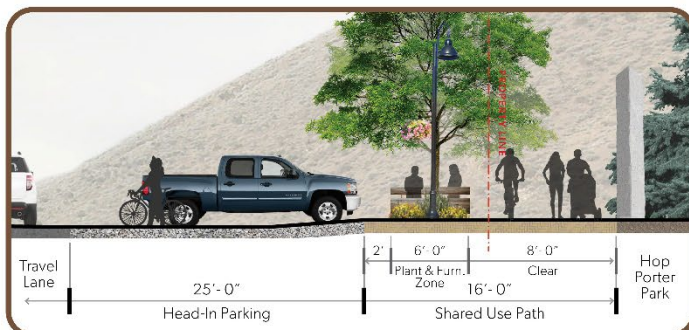 PROPERTY LINE
2'
6'- 0"
8'- 0"
Travel
Lane
Plant & Furn.
Zone
Clear
Hop
Porter
Park
25'- 0"
16'- 0"
Head-In Parking
Shared Use Path